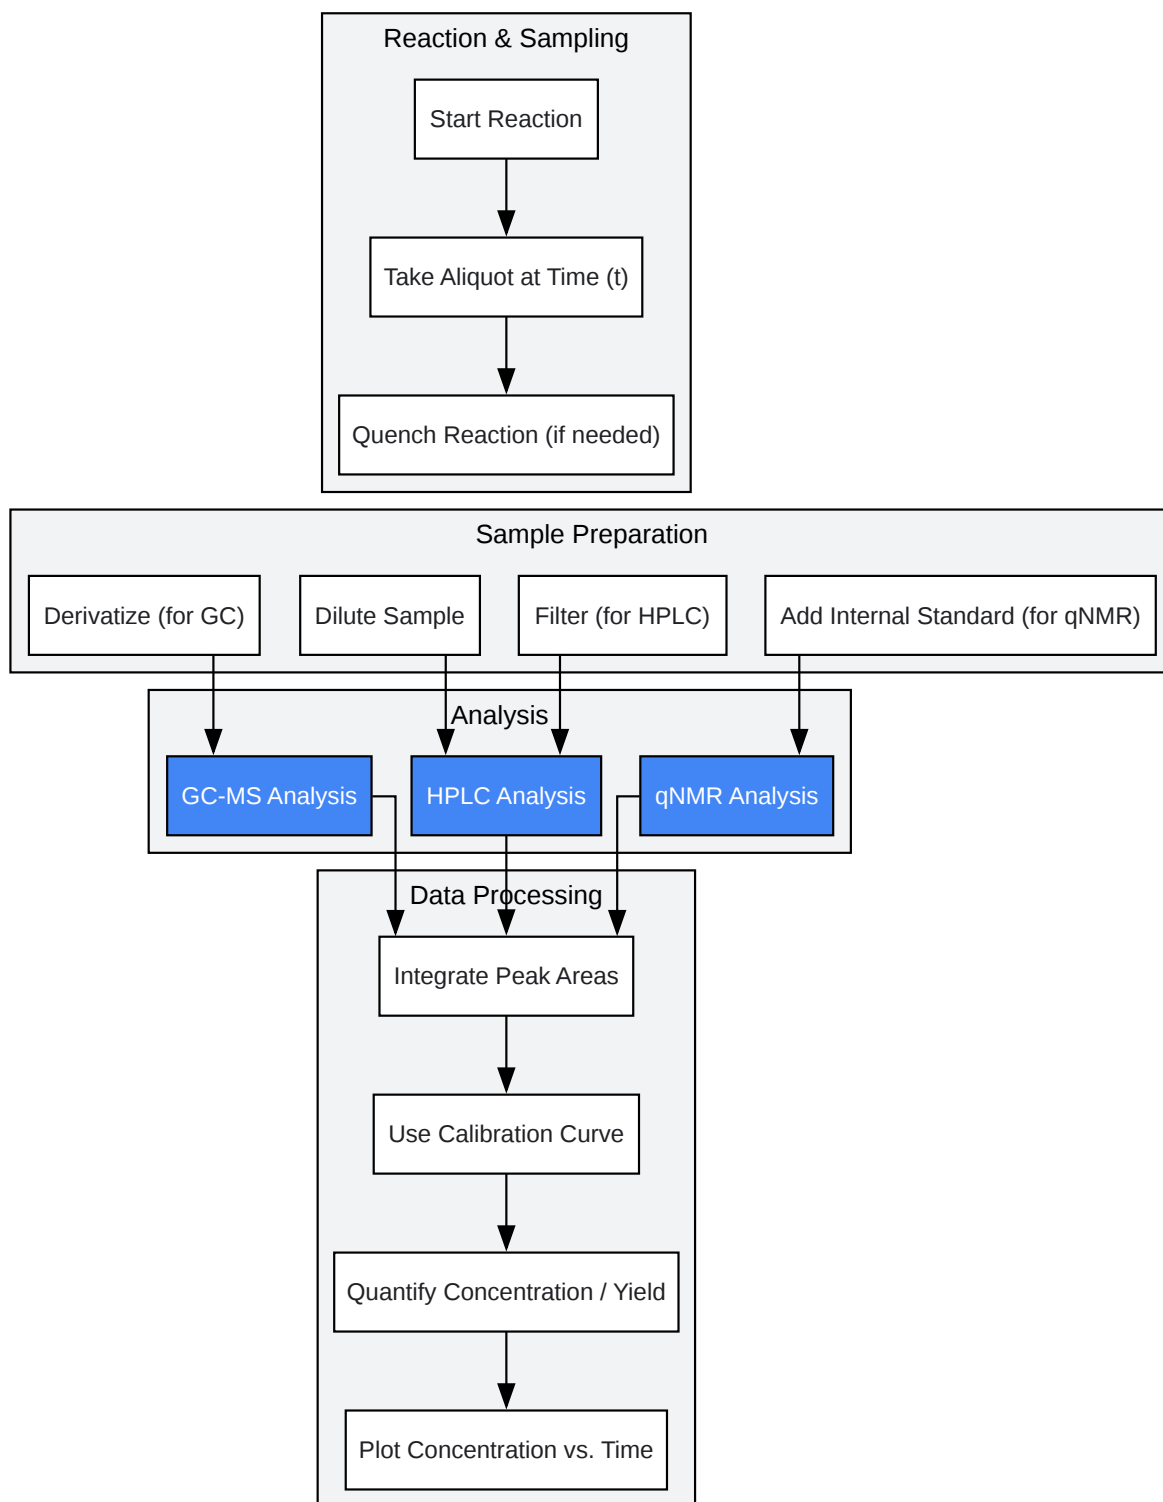 Reaction & Sampling
Start Reaction
Take Aliquot at Time (t)
Quench Reaction (if needed)
Sample Preparation
Derivatize (for GC)
Dilute Sample
Filter (for HPLC)
Add Internal Standard (for qNMR)
Analysis
GC-MS Analysis
HPLC Analysis
qNMR Analysis
Data Processing
Integrate Peak Areas
Use Calibration Curve
Quantify Concentration / Yield
Plot Concentration vs. Time